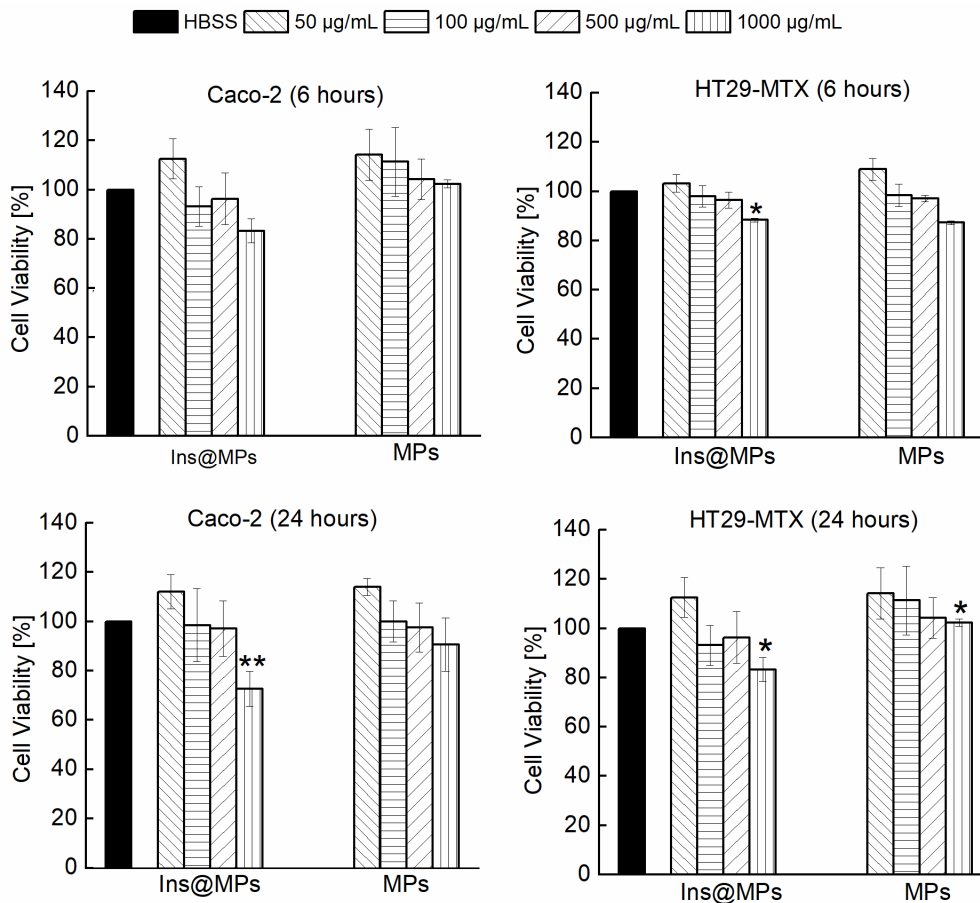 HBSS 50 µg/mL 100 µg/mL 500 µg/mL 1000 µg/mL
Caco-2 (6 hours)
Cell Viability [%]
140
120
100
80
60
40
20
0
Ins@MPs MPs
HT29-MTX (6 hours)
Cell Viability [%]
140
120
100
80
60
40
20
0
*
Ins@MPs MPs
Caco-2 (24 hours)
Cell Viability [%]
140
120
100
80
60
40
20
0
**
Ins@MPs MPs
HT29-MTX (24 hours)
Cell Viability [%]
140
120
100
80
60
40
20
0
* *
Ins@MPs MPs